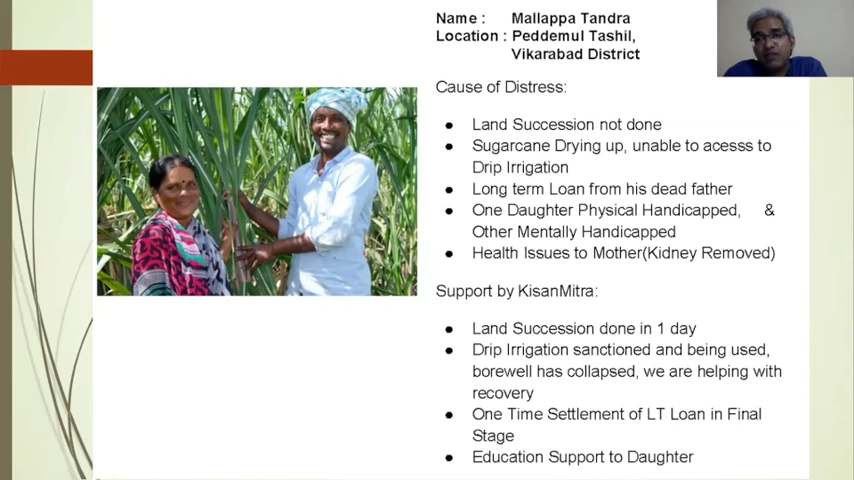 Name : Mallappa Tandra
Location : Peddemul Tashil,
Vikarabad District
Cause of Distress:
● Land Succession not done
● Sugarcane Drying up, unable to acesss to
Drip Irrigation
● Long term Loan from his dead father
● One Daughter Physical Handicapped, &
Other Mentally Handicapped
● Health Issues to Mother(Kidney Removed)
Support by KisanMitra:
● Land Succession done in 1 day
● Drip Irrigation sanctioned and being used,
borewell has collapsed, we are helping with
recovery
● One Time Settlement of LT Loan in Final
Stage
● Education Support to Daughter